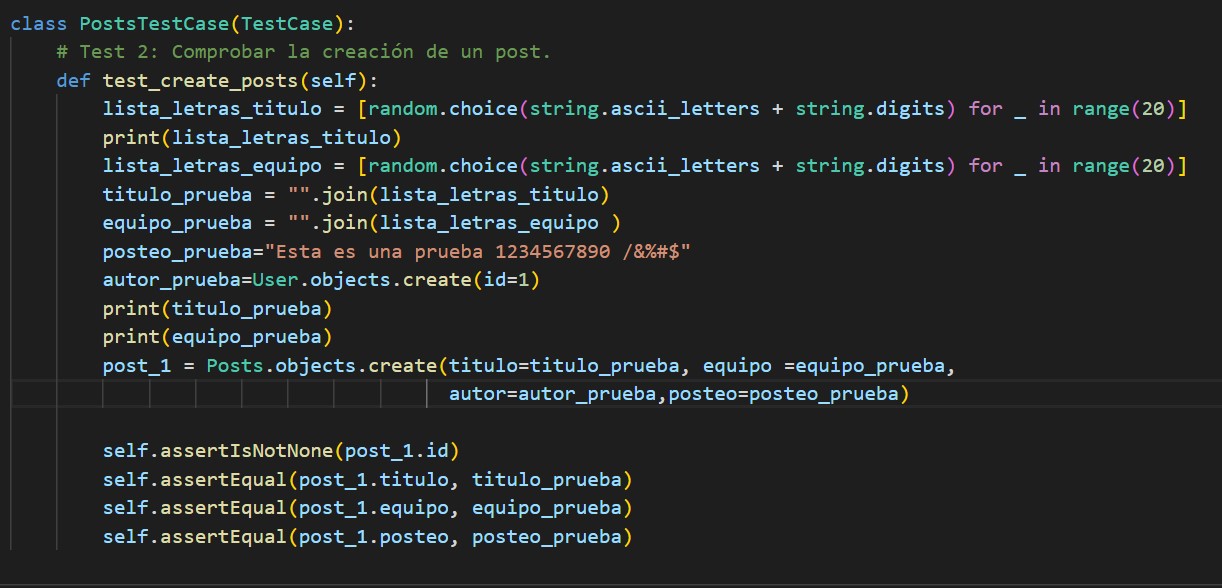 class PostsTestCase(TestCase):
    # Test 2: Comprobar la creación de un post.
    def test_create_posts(self):
        lista_letras_titulo = [random.choice(string.ascii_letters + string.digits) for _ in range(20)]
        print(lista_letras_titulo)
        lista_letras_equipo = [random.choice(string.ascii_letters + string.digits) for _ in range(20)]
        titulo_prueba = "".join(lista_letras_titulo)
        equipo_prueba = "".join(lista_letras_equipo )
        posteo_prueba="Esta es una prueba 1234567890 /&%#$"
        autor_prueba=User.objects.create(id=1)
        print(titulo_prueba)
        print(equipo_prueba)
        post_1 = Posts.objects.create(titulo=titulo_prueba, equipo =equipo_prueba,
                                      autor=autor_prueba,posteo=posteo_prueba)
        self.assertIsNotNone(post_1.id)
        self.assertEqual(post_1.titulo, titulo_prueba)
        self.assertEqual(post_1.equipo, equipo_prueba)
        self.assertEqual(post_1.posteo, posteo_prueba)